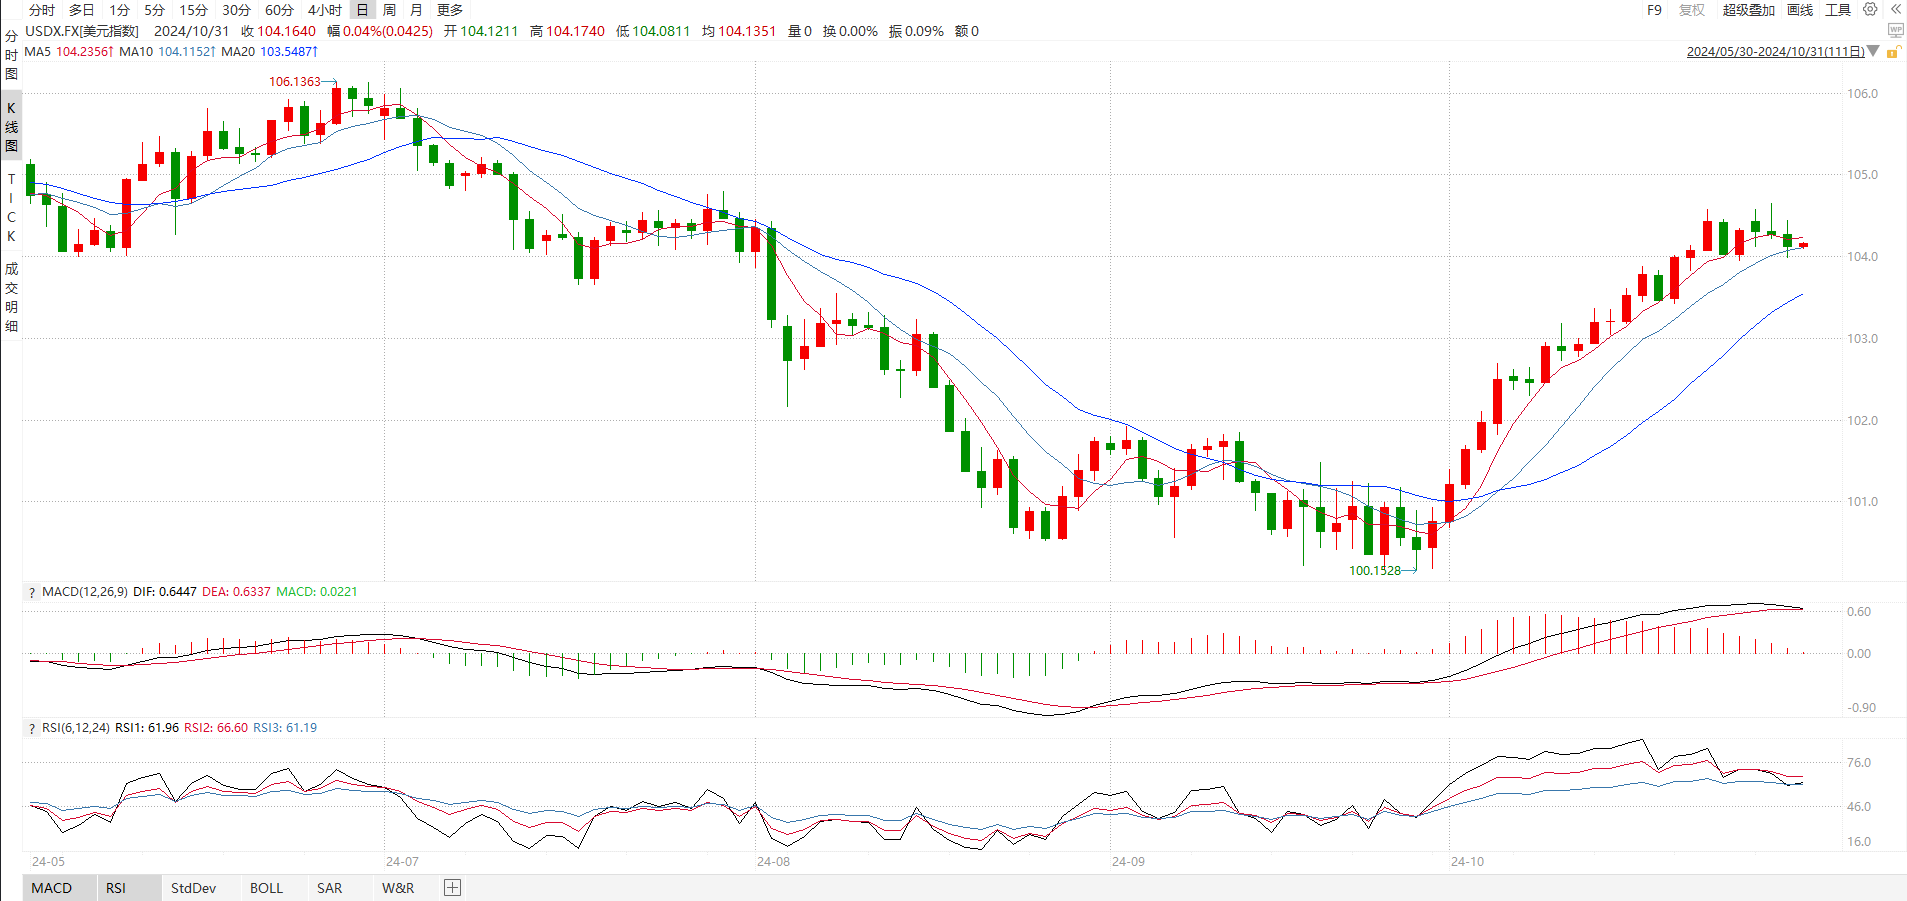 分时 多日 1分 5分 15分 30分 60分 4小时 日 周 月 更多 F9 复权 超级叠加 画线 工具
USDX.FX[美元指数] 2024/10/31 收 104.1640 幅 0.04%(0.0425) 开 104.1211 高 104.1740 低 104.0811 均 104.1351 量 0 换 0.00% 振 0.09% 额 0 WP
MA5 104.2356↑ MA10 104.1152↑ MA20 103.5487↑ 2024/05/30-2024/10/31(111日)
分时图
K线图
TICK
成交明细
106.1363
106.0
105.0
104.0
103.0
102.0
101.0
100.1528
? MACD(12,26,9) DIF: 0.6447 DEA: 0.6337 MACD: 0.0221
0.60
0.00
-0.90
? RSI(6,12,24) RSI1: 61.96 RSI2: 66.60 RSI3: 61.19
76.0
46.0
16.0
24-05 24-07 24-08 24-09 24-10
MACD RSI StdDev BOLL SAR W&R